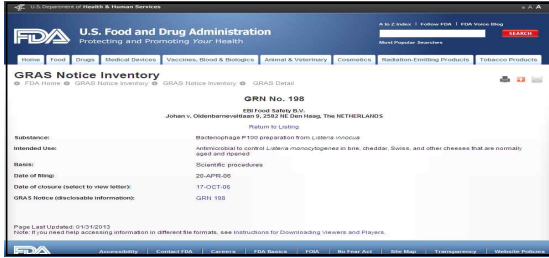 U.S. Department of Health & Human Services
a A A
A to Z Index | Follow FDA | FDA Voice Blog
FDA
U.S. Food and Drug Administration
Protecting and Promoting Your Health
SEARCH
Most Popular Searches
Home Food Drugs Medical Devices Vaccines, Blood & Biologics Animal & Veterinary Cosmetics Radiation-Emitting Products Tobacco Products
GRAS Notice Inventory
FDA Home GRAS Notice Inventory GRAS Notice Inventory GRAS Detail
GRN No. 198
EBI Food Safety B.V.
Johan v. Oldenbarneveltlaan 9, 2582 NE Den Haag, The NETHERLANDS
Return to Listing
Substance: Bacteriophage P100 preparation from Listeria innocua
Intended Use: Antimicrobial to control Listeria monocytogenes in brie, cheddar, Swiss, and other cheeses that are normally
aged and ripened
Basis: Scientific procedures
Date of filing: 20-APR-06
Date of closure (select to view letter): 17-OCT-06
GRAS Notice (disclosable information): GRN 198
Page Last Updated: 01/31/2013
Note: If you need help accessing information in different file formats, see Instructions for Downloading Viewers and Players.
FDA Accessibility Contact FDA Careers FDA Basics FOIA No Fear Act Site Map Transparency Website Policies